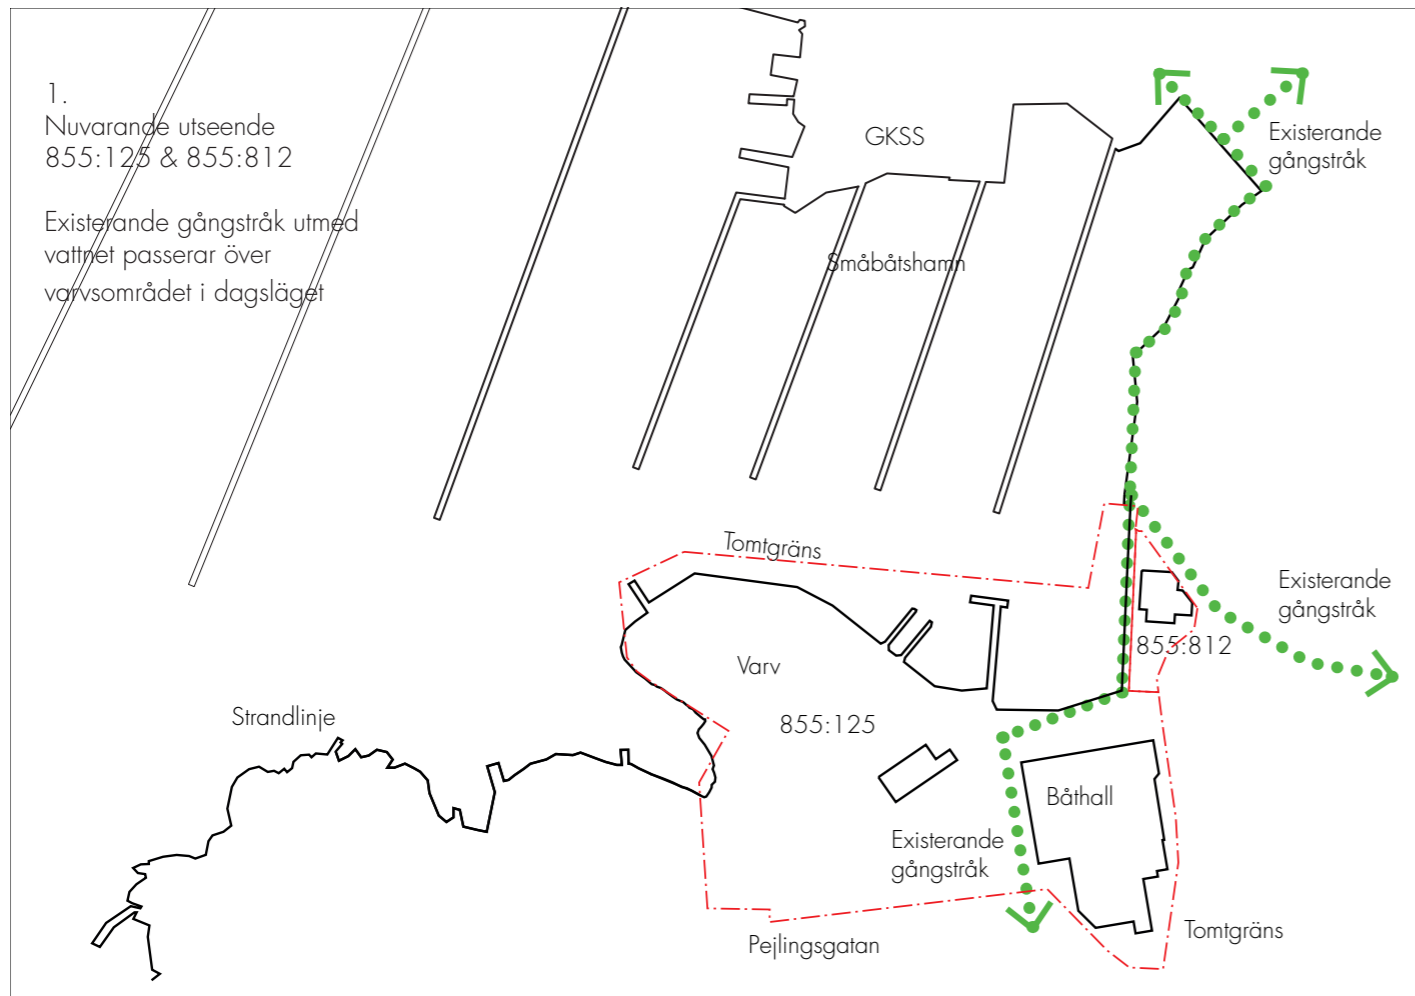 1.
Nuvarande utseende
855:125 & 855:812
Existerande gångstråk utmed
vattnet passerar över
varvsområdet i dagsläget
GKSS
Existerande
gångstråk
Småbåtshamn
Tomtgräns
Existerande
gångstråk
855:812
Varv
Strandlinje
855:125
Båthall
Existerande
gångstråk
Pejlingsgatan
Tomtgräns